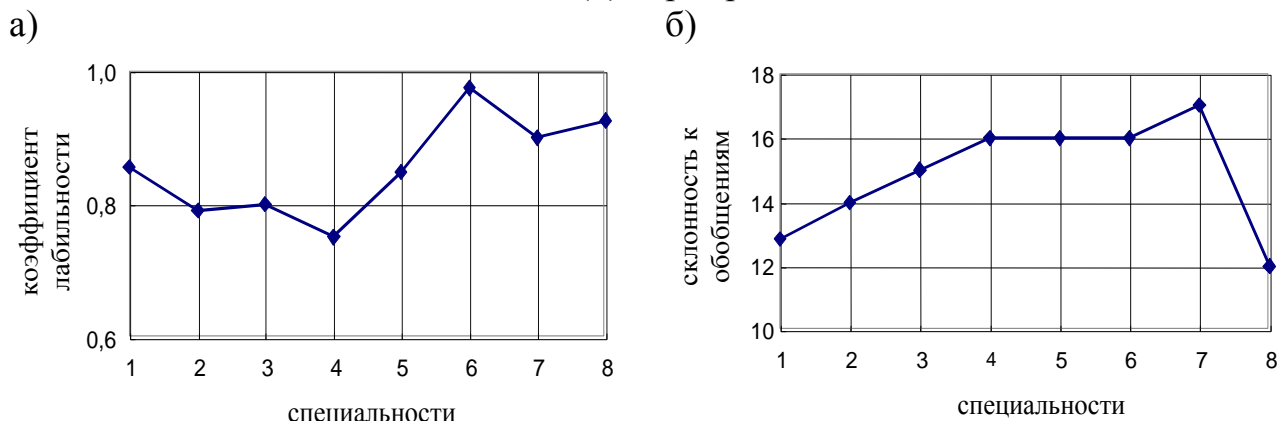 а)
1,0
0,8
0,6
коэффициент
лабильности
1 2 3 4 5 6 7 8
специальности
б)
18
16
14
12
10
склонность к
обобщениям
1 2 3 4 5 6 7 8
специальности